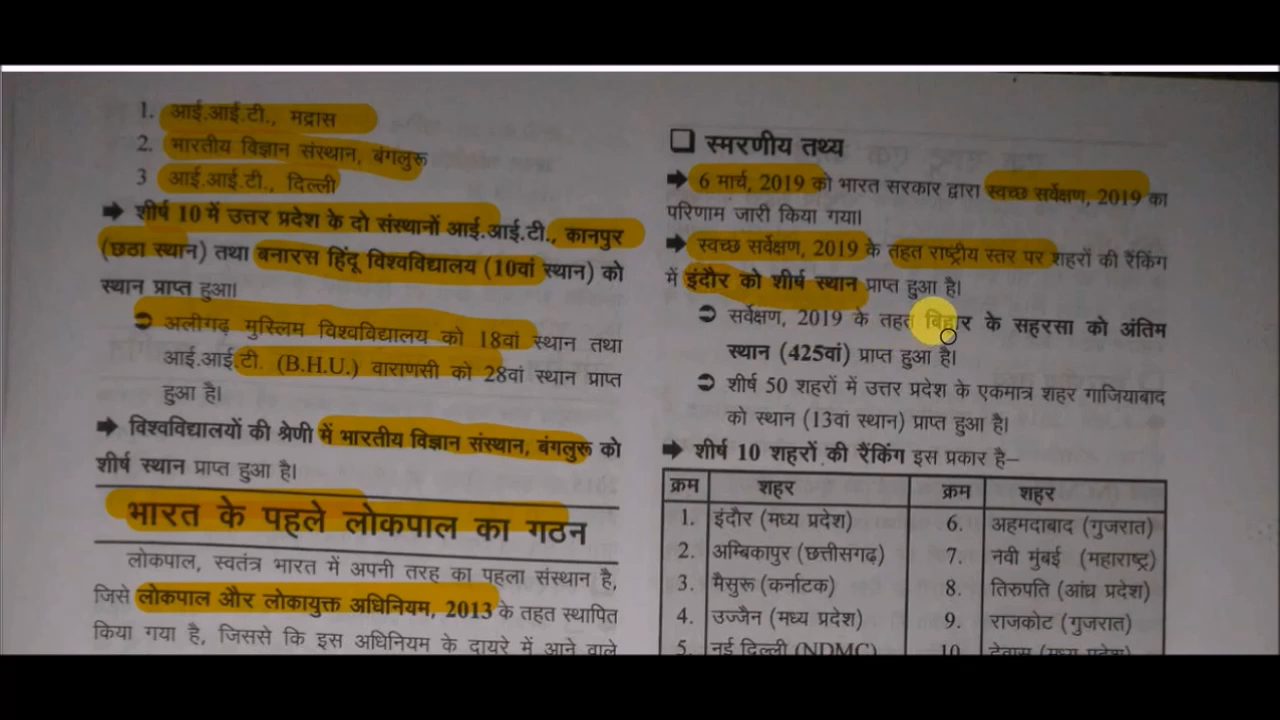 1. आई.आई.टी., मद्रास
2. भारतीय विज्ञान संस्थान, बंगलुरू
3 आई.आई.टी., दिल्ली
➡ शीर्ष 10 में उत्तर प्रदेश के दो संस्थानों आई.आई.टी., कानपुर
(छठा स्थान) तथा बनारस हिंदू विश्वविद्यालय (10वां स्थान) को
स्थान प्राप्त हुआ।
➲ अलीगढ़ मुस्लिम विश्वविद्यालय को 18वां स्थान तथा
आई.आई.टी. (B.H.U.) वाराणसी को 28वां स्थान प्राप्त
हुआ है।
➡ विश्वविद्यालयों की श्रेणी में भारतीय विज्ञान संस्थान, बंगलुरू को
शीर्ष स्थान प्राप्त हुआ है।
भारत के पहले लोकपाल का गठन
लोकपाल, स्वतंत्र भारत में अपनी तरह का पहला संस्थान है,
जिसे लोकपाल और लोकायुक्त अधिनियम, 2013 के तहत स्थापित
किया गया है, जिससे कि इस अधिनियम के दायरे में आने वाले
❑ स्मरणीय तथ्य
➡ 6 मार्च, 2019 को भारत सरकार द्वारा स्वच्छ सर्वेक्षण, 2019 का
परिणाम जारी किया गया।
➡ स्वच्छ सर्वेक्षण, 2019 के तहत राष्ट्रीय स्तर पर शहरों की रैंकिंग
में इंदौर को शीर्ष स्थान प्राप्त हुआ है।
➲ सर्वेक्षण, 2019 के तहत बिहार के सहरसा को अंतिम
स्थान (425वां) प्राप्त हुआ है।
➲ शीर्ष 50 शहरों में उत्तर प्रदेश के एकमात्र शहर गाजियाबाद
को स्थान (13वां स्थान) प्राप्त हुआ है।
➡ शीर्ष 10 शहरों की रैंकिंग इस प्रकार है–
क्रम शहर क्रम शहर
1. इंदौर (मध्य प्रदेश) 6. अहमदाबाद (गुजरात)
2. अम्बिकापुर (छत्तीसगढ़) 7. नवी मुंबई (महाराष्ट्र)
3. मैसुरू (कर्नाटक) 8. तिरुपति (आंध्र प्रदेश)
4. उज्जैन (मध्य प्रदेश) 9. राजकोट (गुजरात)
5. नई दिल्ली (NDMC) 10. देवास (मध्य प्रदेश)